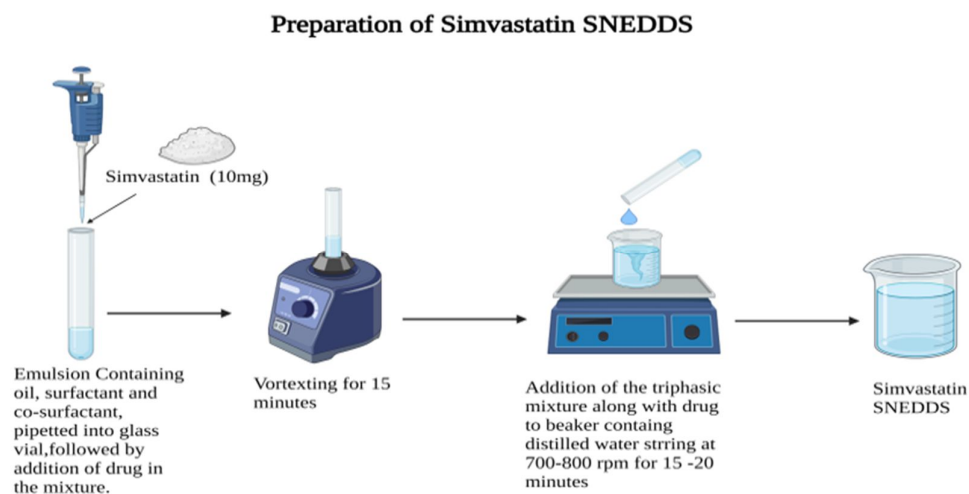 Preparation of Simvastatin SNEDDS
Simvastatin (10mg)
Emulsion Containing
oil, surfactant and
co-surfactant,
pipetted into glass
vial,followed by
addition of drug in
the mixture.
Vortexting for 15
minutes
Addition of the triphasic
mixture along with drug
to beaker containg
distilled water strring at
700-800 rpm for 15 -20
minutes
Simvastatin
SNEDDS